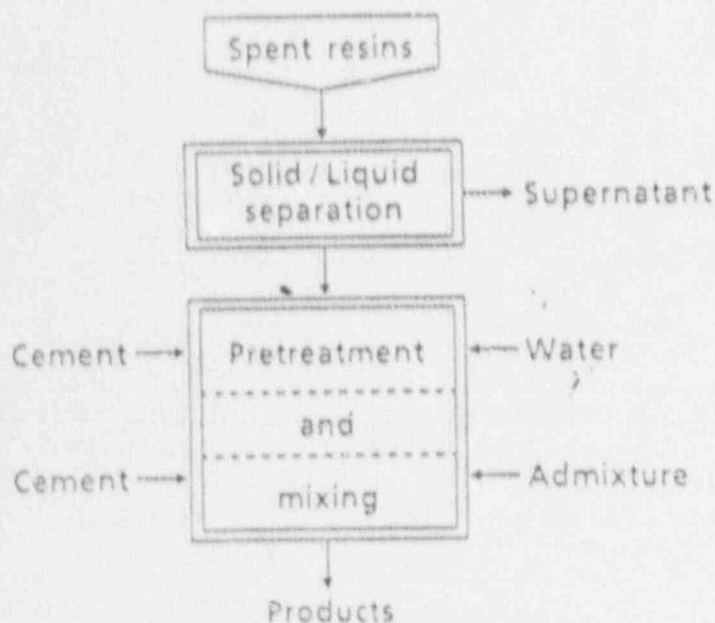 Spent resins
Solid / Liquid
separation
Supernatant
Cement
Pretreatment
Water
and
Cement
Admixture
mixing
Products